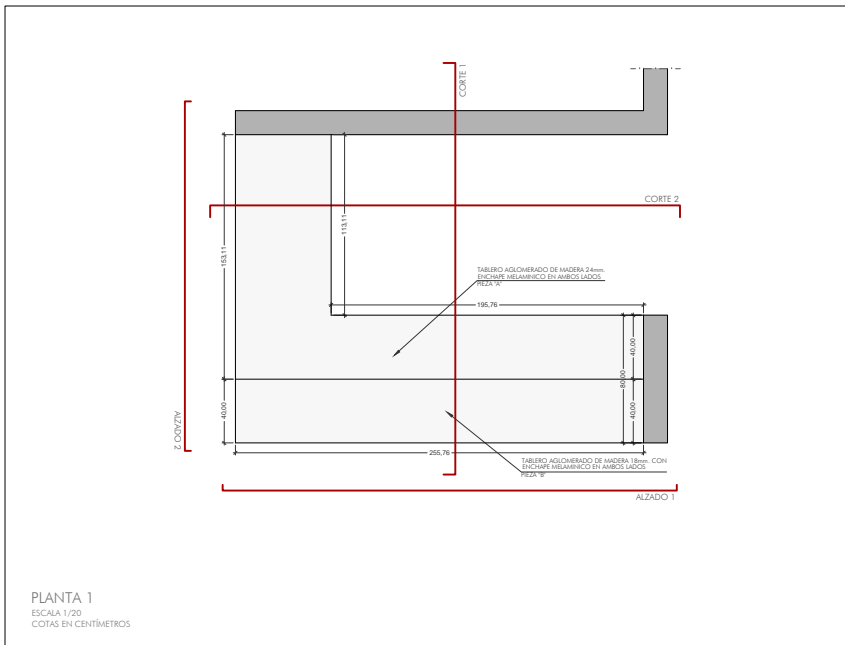 CORTE 1
CORTE 2
153,11
113,11
TABLERO AGLOMERADO DE MADERA 24mm.
ENCHAPE MELAMINICO EN AMBOS LADOS
PIEZA "A"
195,76
40,00
80,00
40,00
40,00
ALZADO 2
255,76
TABLERO AGLOMERADO DE MADERA 18mm. CON
ENCHAPE MELAMINICO EN AMBOS LADOS
PIEZA "B"
ALZADO 1
PLANTA 1
ESCALA 1/20
COTAS EN CENTÍMETROS